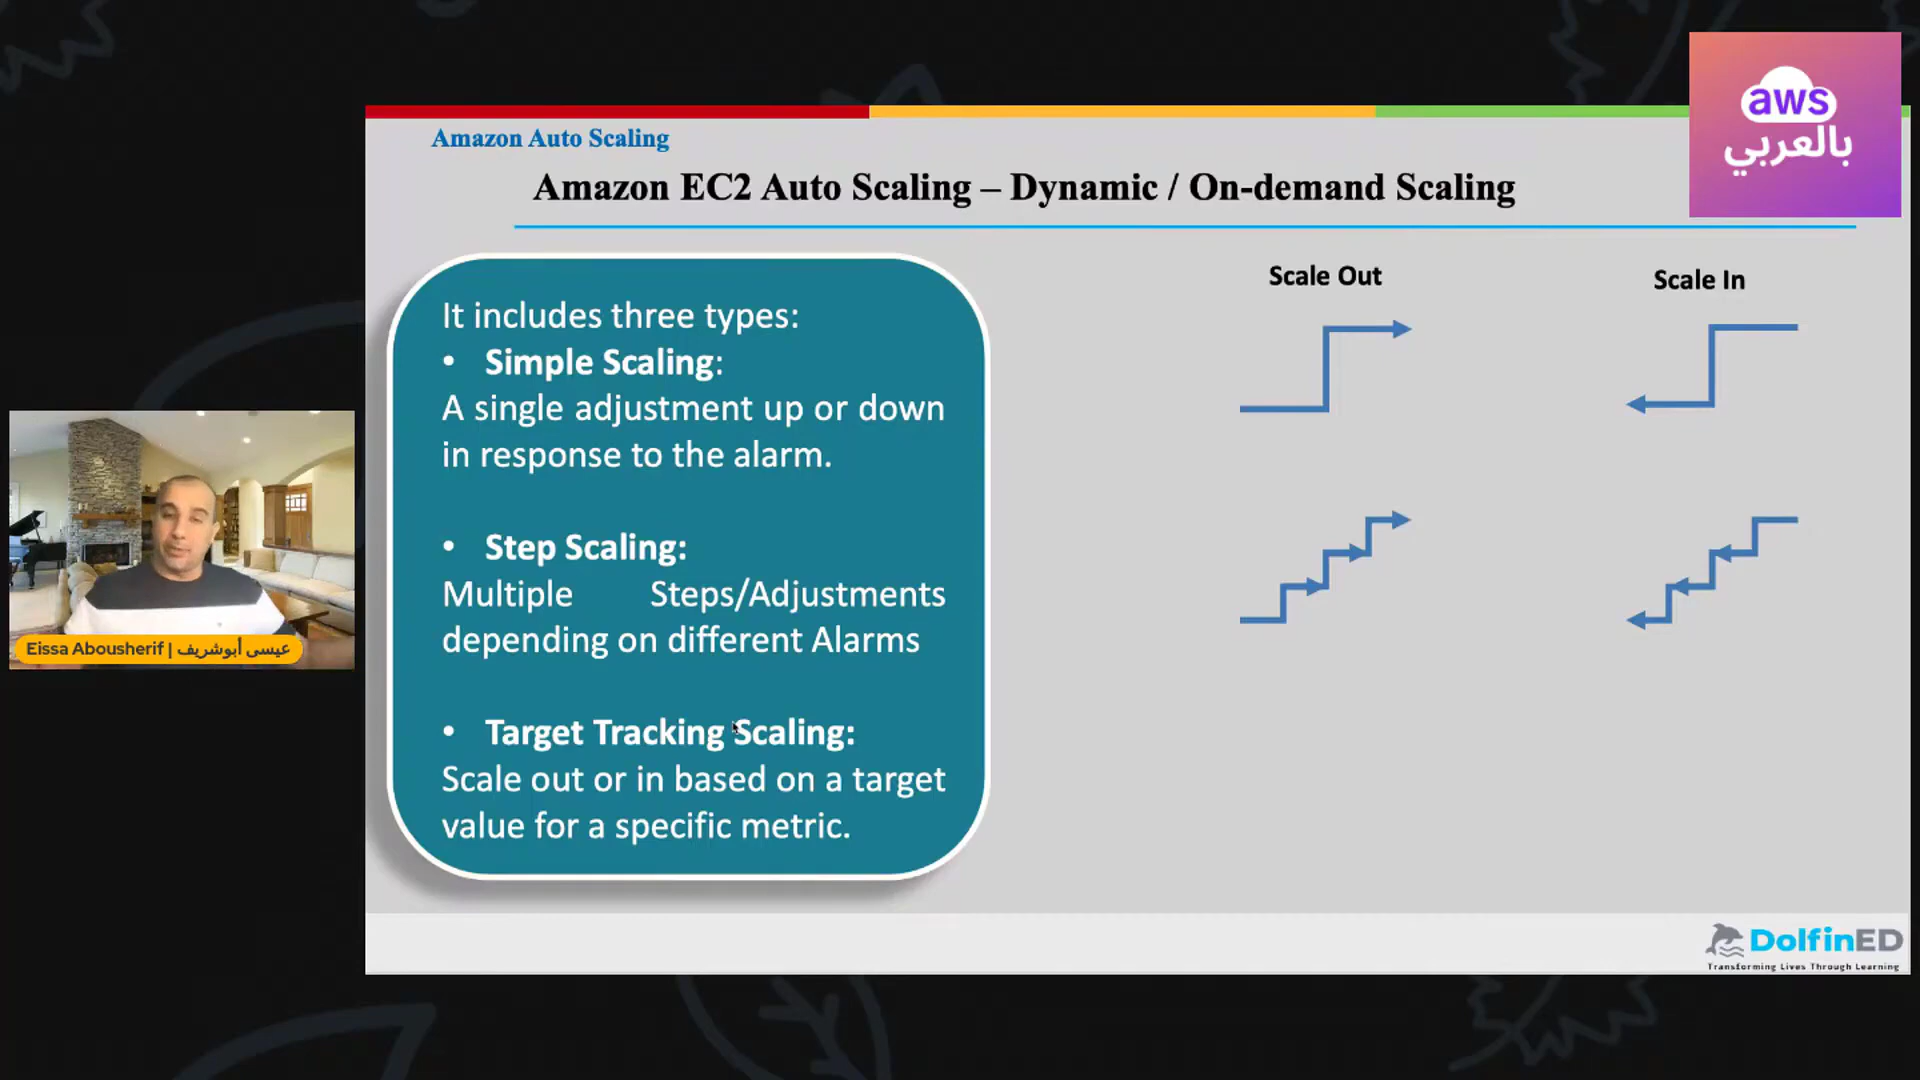 aws
بالعربي
Amazon Auto Scaling
Amazon EC2 Auto Scaling – Dynamic / On-demand Scaling
It includes three types:
• Simple Scaling:
A single adjustment up or down
in response to the alarm.
• Step Scaling:
Multiple Steps/Adjustments
depending on different Alarms
• Target Tracking Scaling:
Scale out or in based on a target
value for a specific metric.
Scale Out
Scale In
Eissa Abousherif | عيسى أبوشريف
DolfinED
Transforming Lives Through Learning